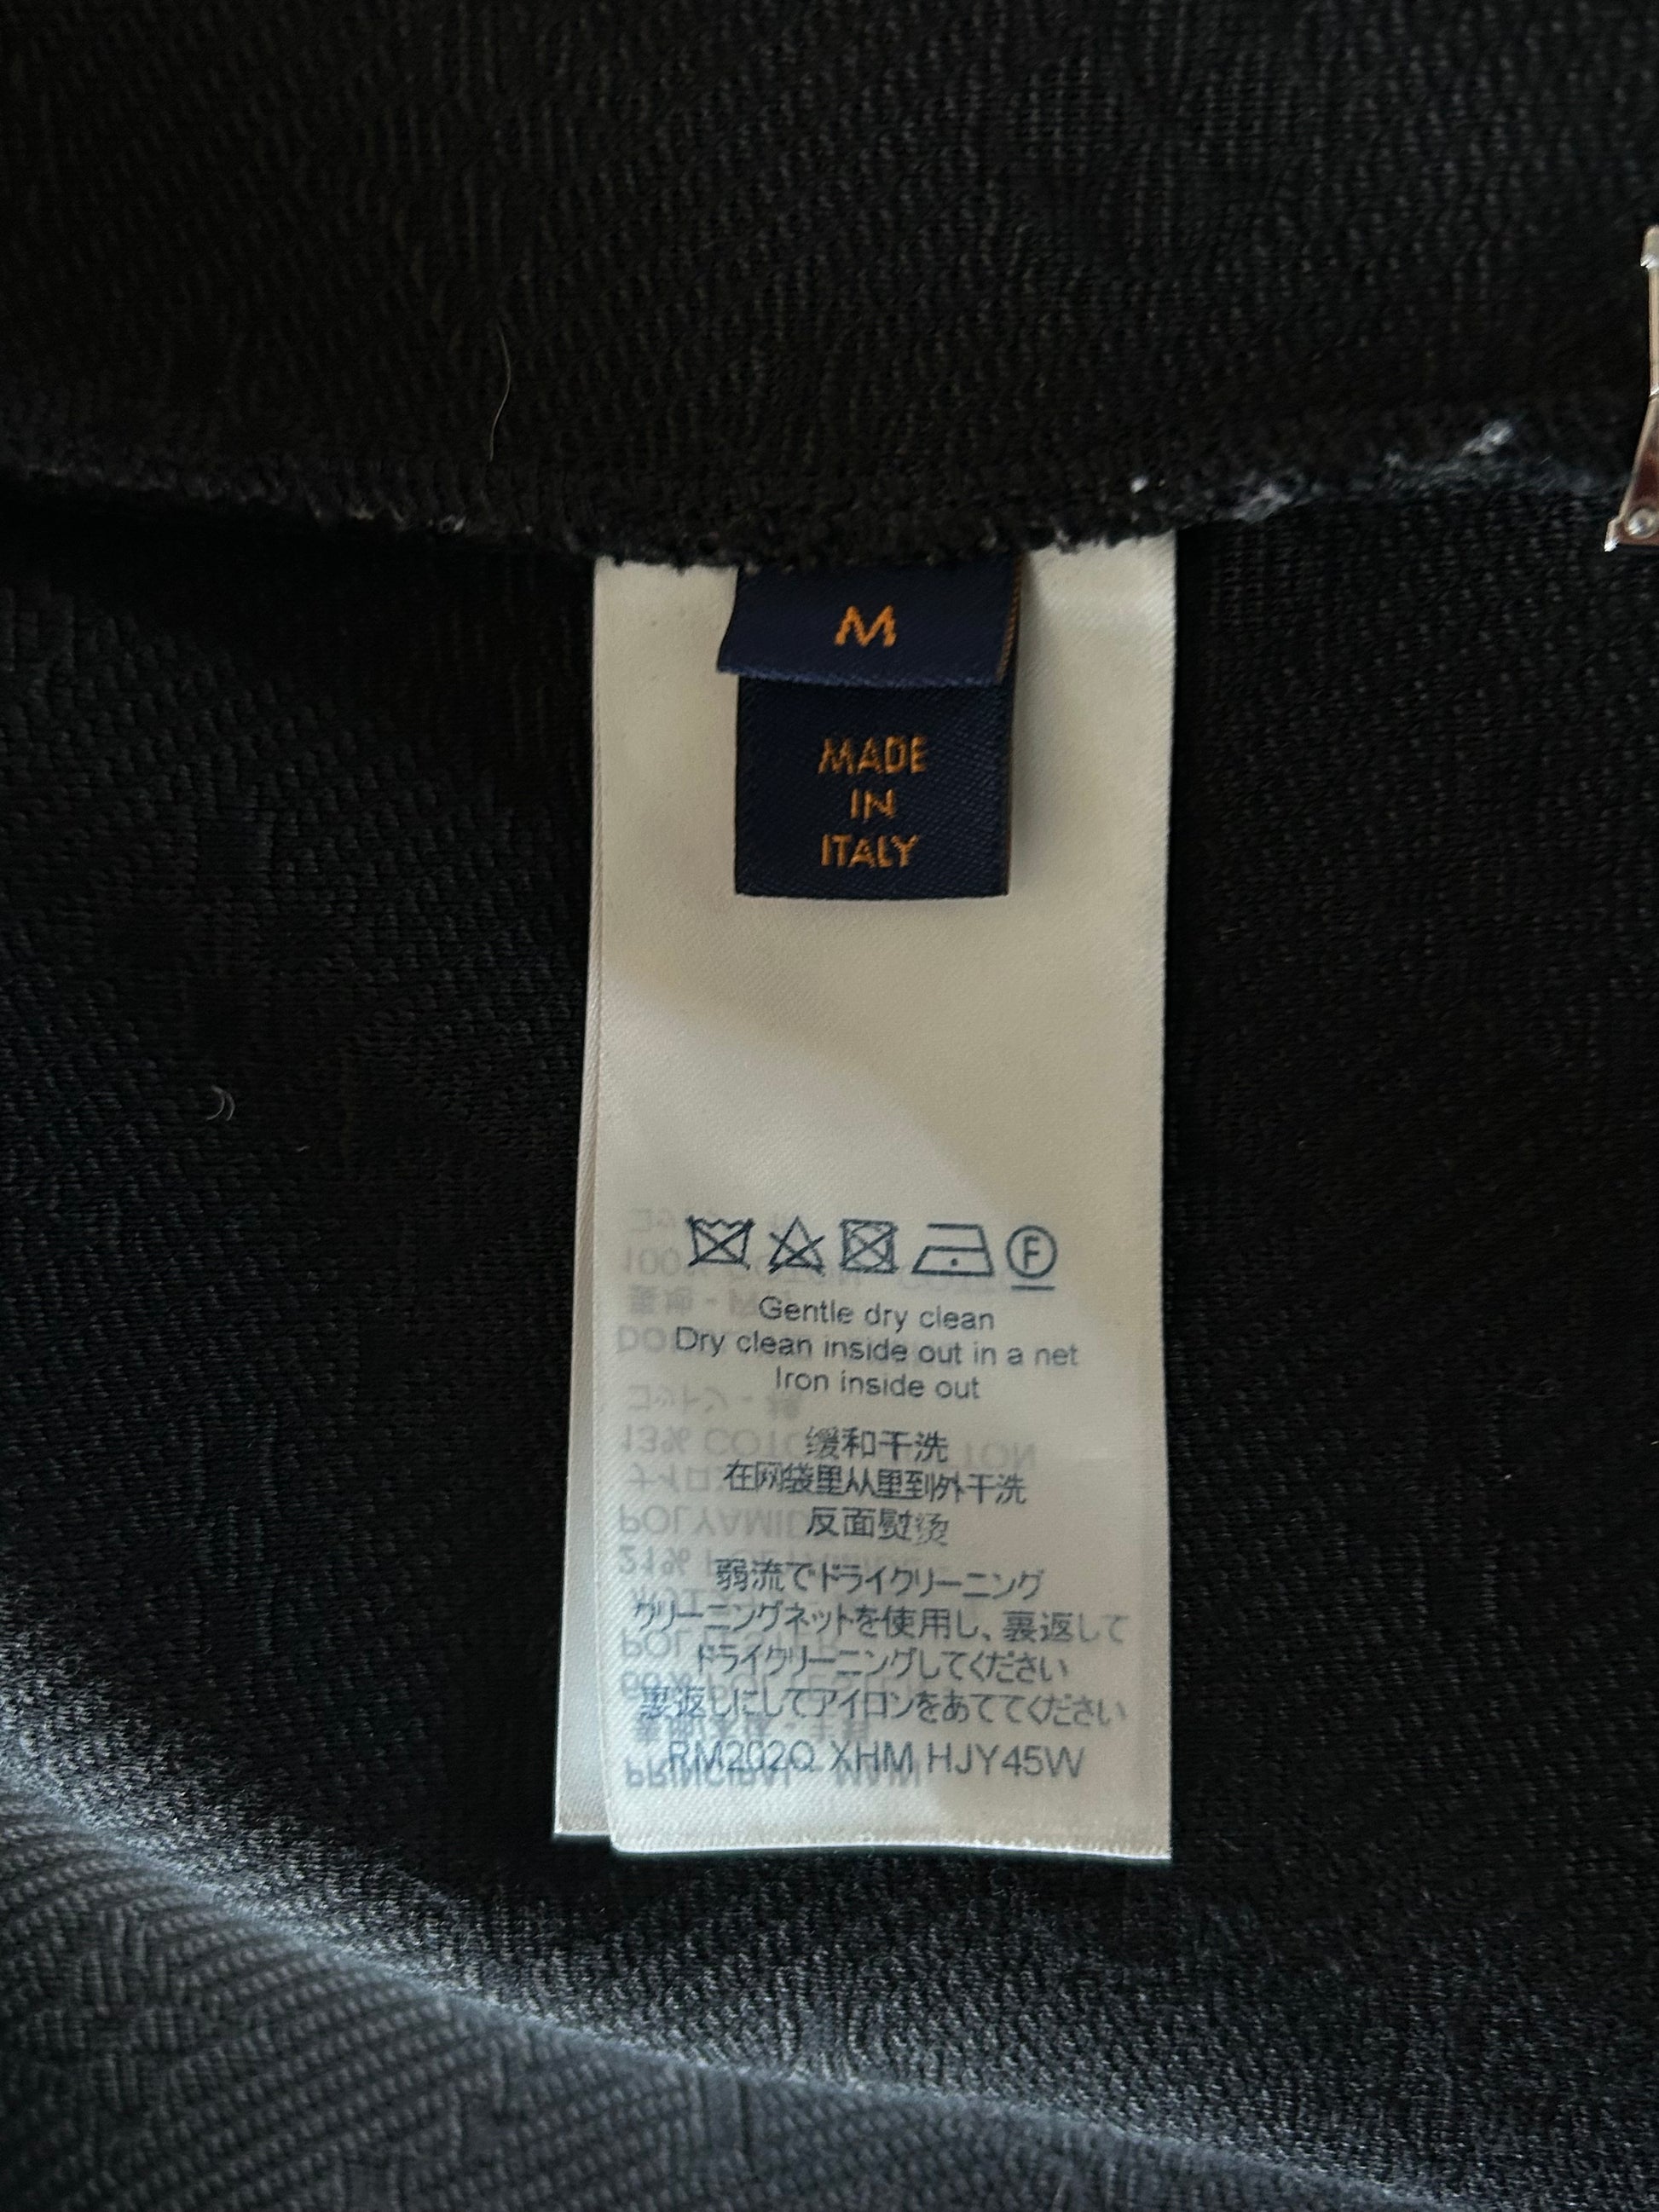 M
MADE
IN
ITALY
F
Gentle dry clean
Dry clean inside out in a net
Iron inside out
缓和干洗
在网袋里从里到外干洗
反面熨烫
弱流でドライクリーニング
クリーニングネットを使用し、裏返して
ドライクリーニングしてください
裏返しにしてアイロンをあててください
RM202Q XHM HJY45W